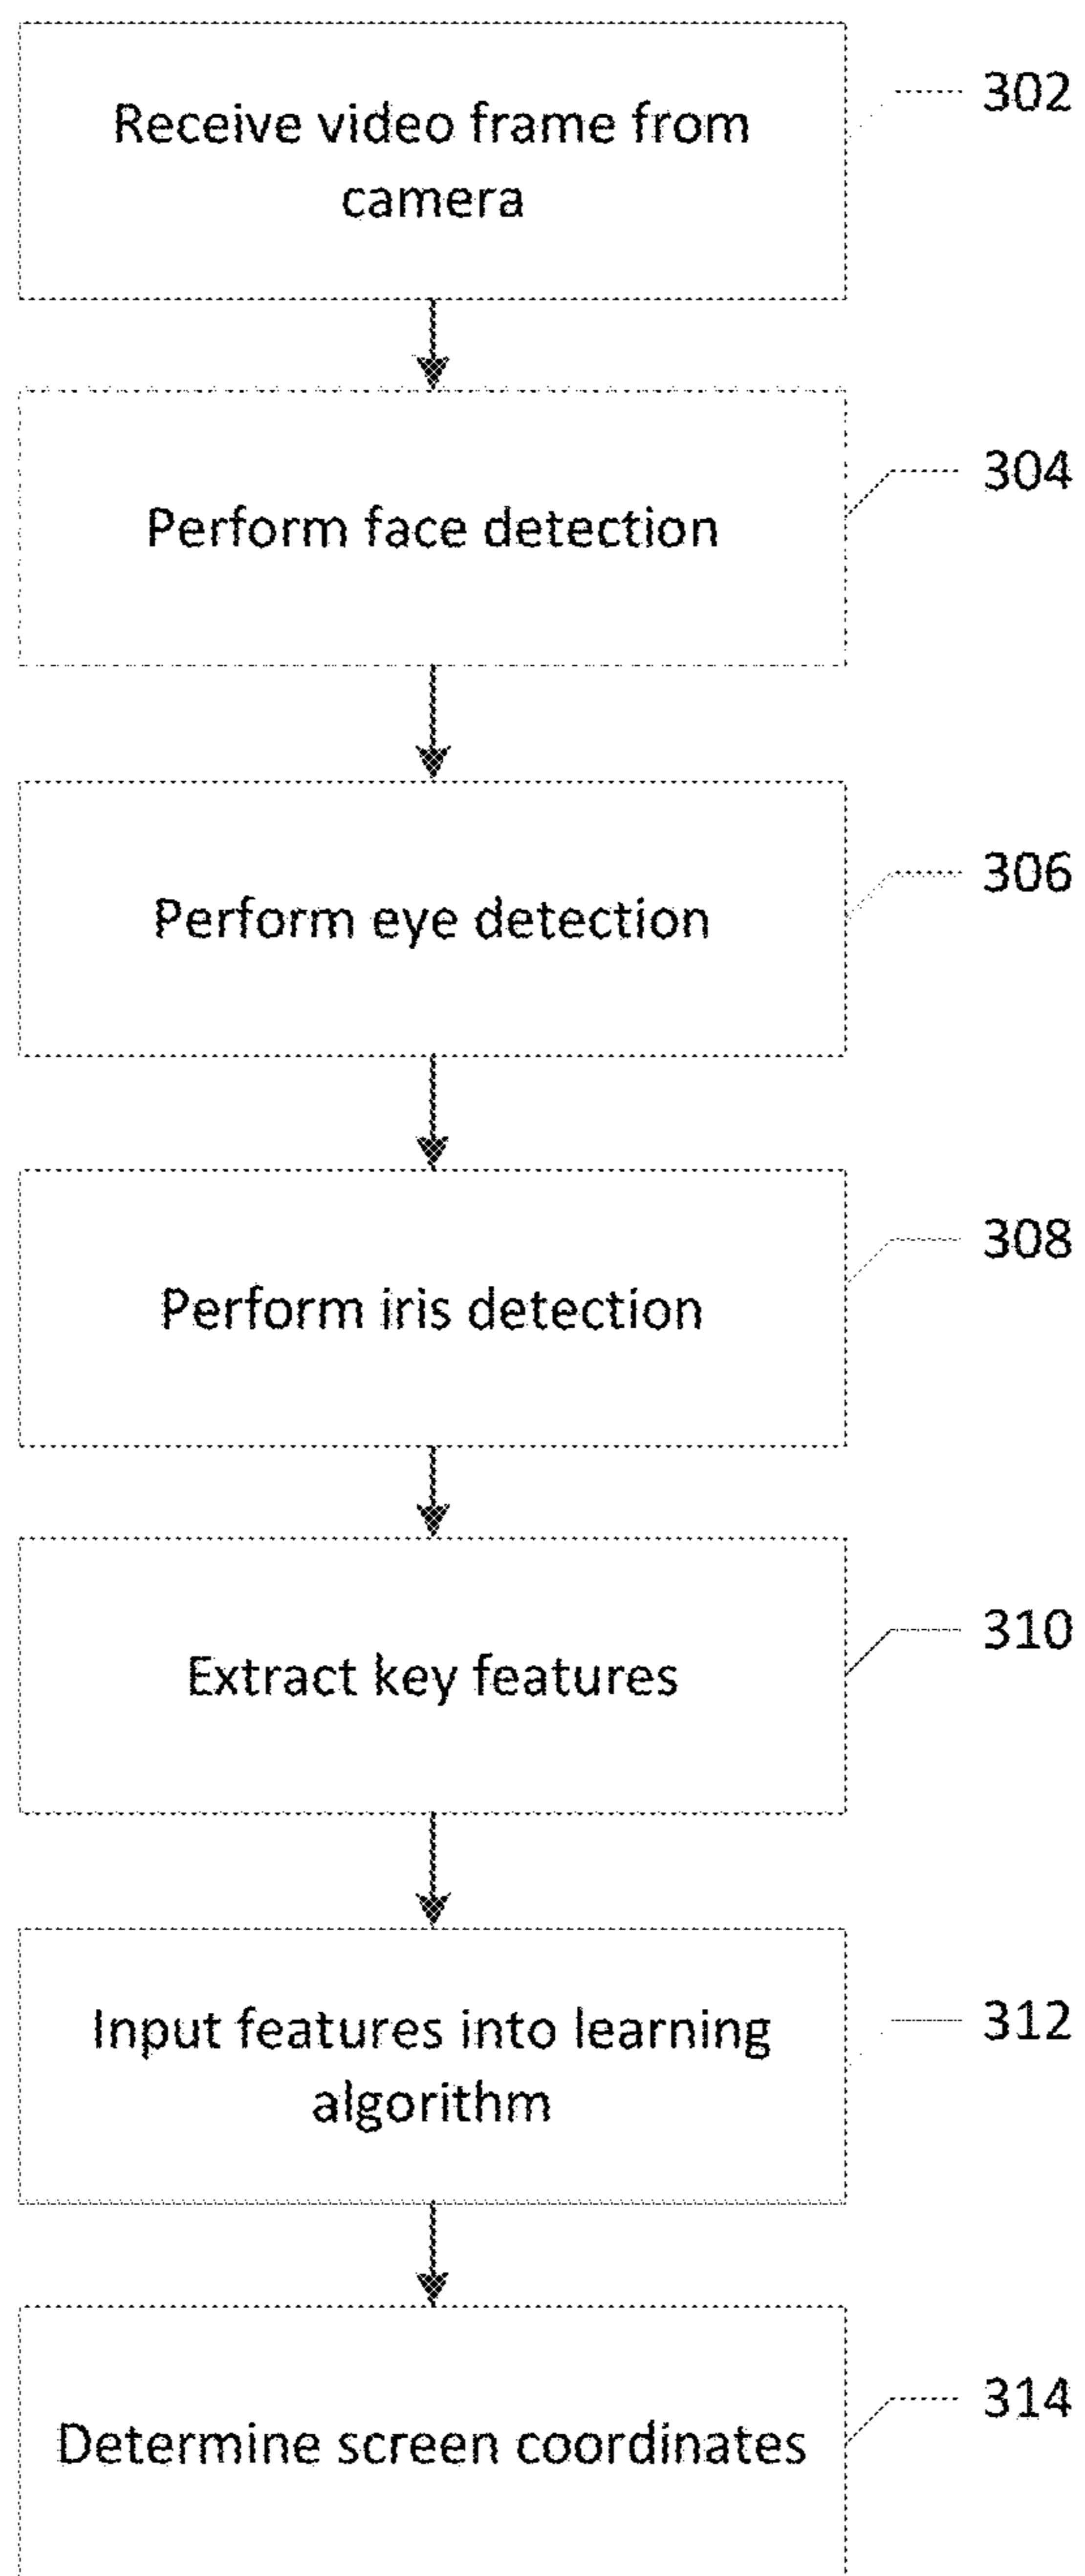 Receive video frame from
camera
302
Perform face detection
304
Perform eye detection
306
Perform iris detection
308
Extract key features
310
Input features into learning
algorithm
312
Determine screen coordinates
314